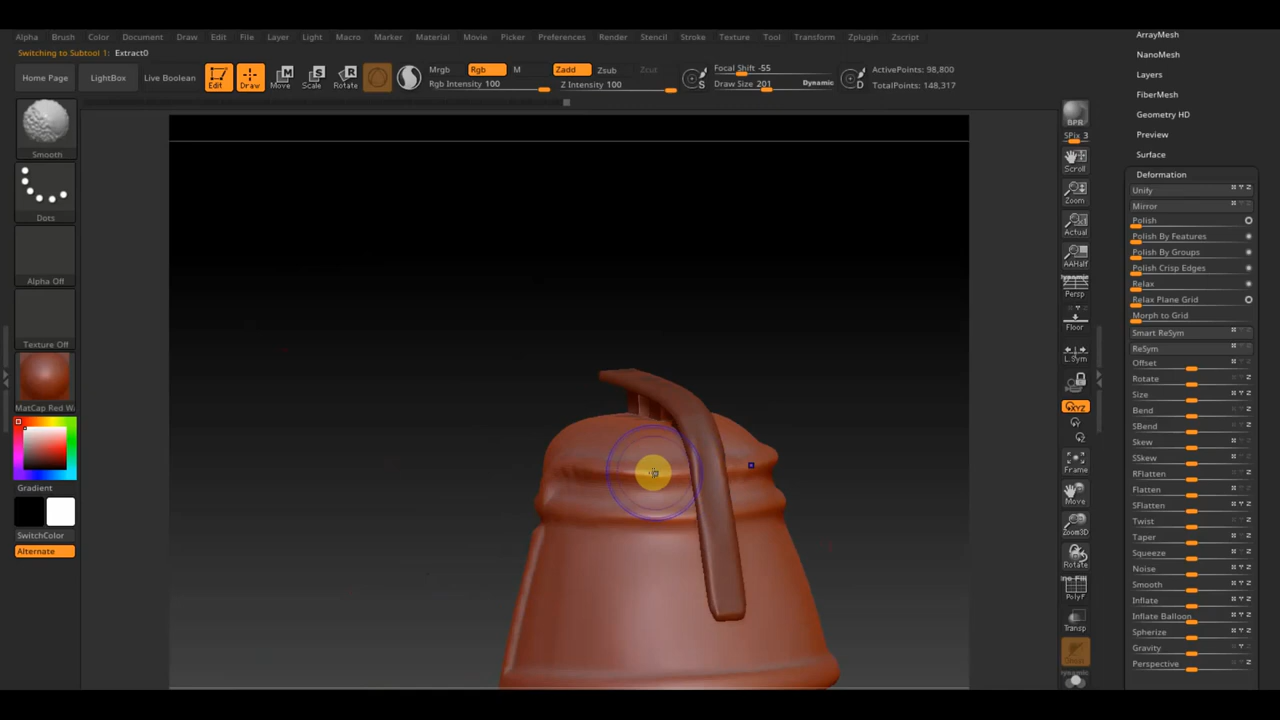 Alpha Brush Color Document Draw Edit File Layer Light Macro Marker Material Movie Picker Preferences Render Stencil Stroke Texture Tool Transform Zplugin Zscript
Switching to Subtool 1: Extract0
Home Page
LightBox
Live Boolean
Edit
Draw
Move
Scale
Rotate
Mrgb Rgb M
Rgb Intensity 100
Zadd Zsub Zcut
Z Intensity 100
S
Focal Shift -55
Draw Size 201 Dynamic
D
ActivePoints: 98,800
TotalPoints: 148,317
Smooth
Dots
Alpha Off
Texture Off
MatCap Red Wa
Gradient
SwitchColor
Alternate
BPR
SPix 3
Scroll
Zoom
Actual
AAHalf
Dynamic
Persp
Floor
L.Sym
XYZ
Frame
Move
Zoom3D
Rotate
PolyF
Transp
ArrayMesh
NanoMesh
Layers
FiberMesh
Geometry HD
Preview
Surface
Deformation
Unify
Mirror
Polish
Polish By Features
Polish By Groups
Polish Crisp Edges
Relax
Relax Plane Grid
Morph to Grid
Smart ReSym
ReSym
Offset
Rotate
Size
Bend
SBend
Skew
SSkew
RFlatten
Flatten
SFlatten
Twist
Taper
Squeeze
Noise
Smooth
Inflate
Inflate Balloon
Spherize
Gravity
Perspective